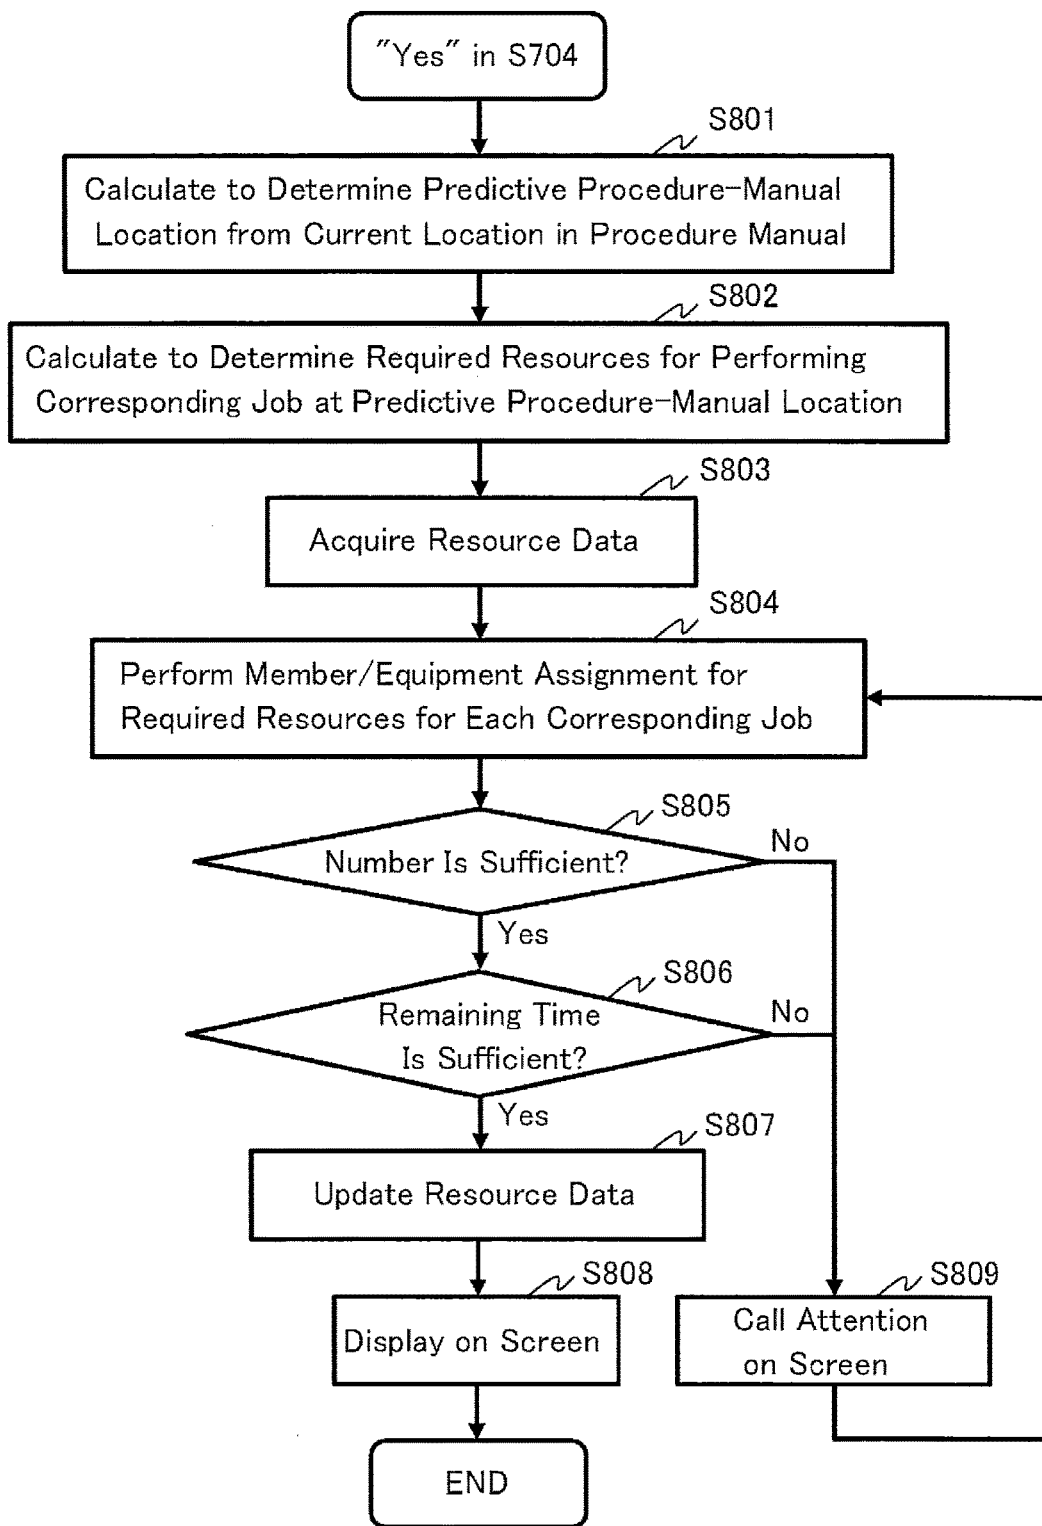 "Yes" in S704
S801
Calculate to Determine Predictive Procedure-Manual
Location from Current Location in Procedure Manual
S802
Calculate to Determine Required Resources for Performing
Corresponding Job at Predictive Procedure-Manual Location
S803
Acquire Resource Data
S804
Perform Member/Equipment Assignment for
Required Resources for Each Corresponding Job
S805
Number Is Sufficient?
No
Yes
S806
Remaining Time
Is Sufficient?
No
Yes
S807
Update Resource Data
S808
Display on Screen
S809
Call Attention
on Screen
END